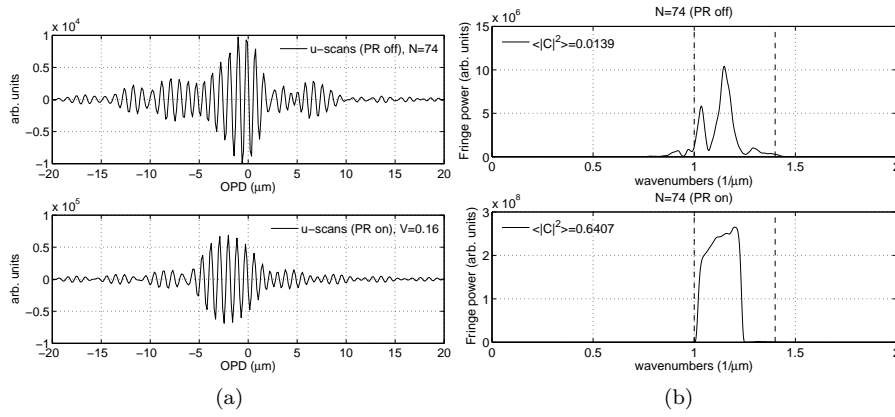 x 10^4
1
0.5
0
−0.5
−1
arb. units
u−scans (PR off), N=74
−20 −15 −10 −5 0 5 10 15 20
OPD (μm)
x 10^5
1
0.5
0
−0.5
−1
arb. units
u−scans (PR on), V=0.16
−20 −15 −10 −5 0 5 10 15 20
OPD (μm)
(a)
N=74 (PR off)
x 10^6
15
10
5
0
Fringe power (arb. units)
<|C|^2>=0.0139
0 0.5 1 1.5 2
wavenumbers (1/μm)
N=74 (PR on)
x 10^8
3
2
1
0
Fringe power (arb. units)
<|C|^2>=0.6407
0 0.5 1 1.5 2
wavenumbers (1/μm)
(b)